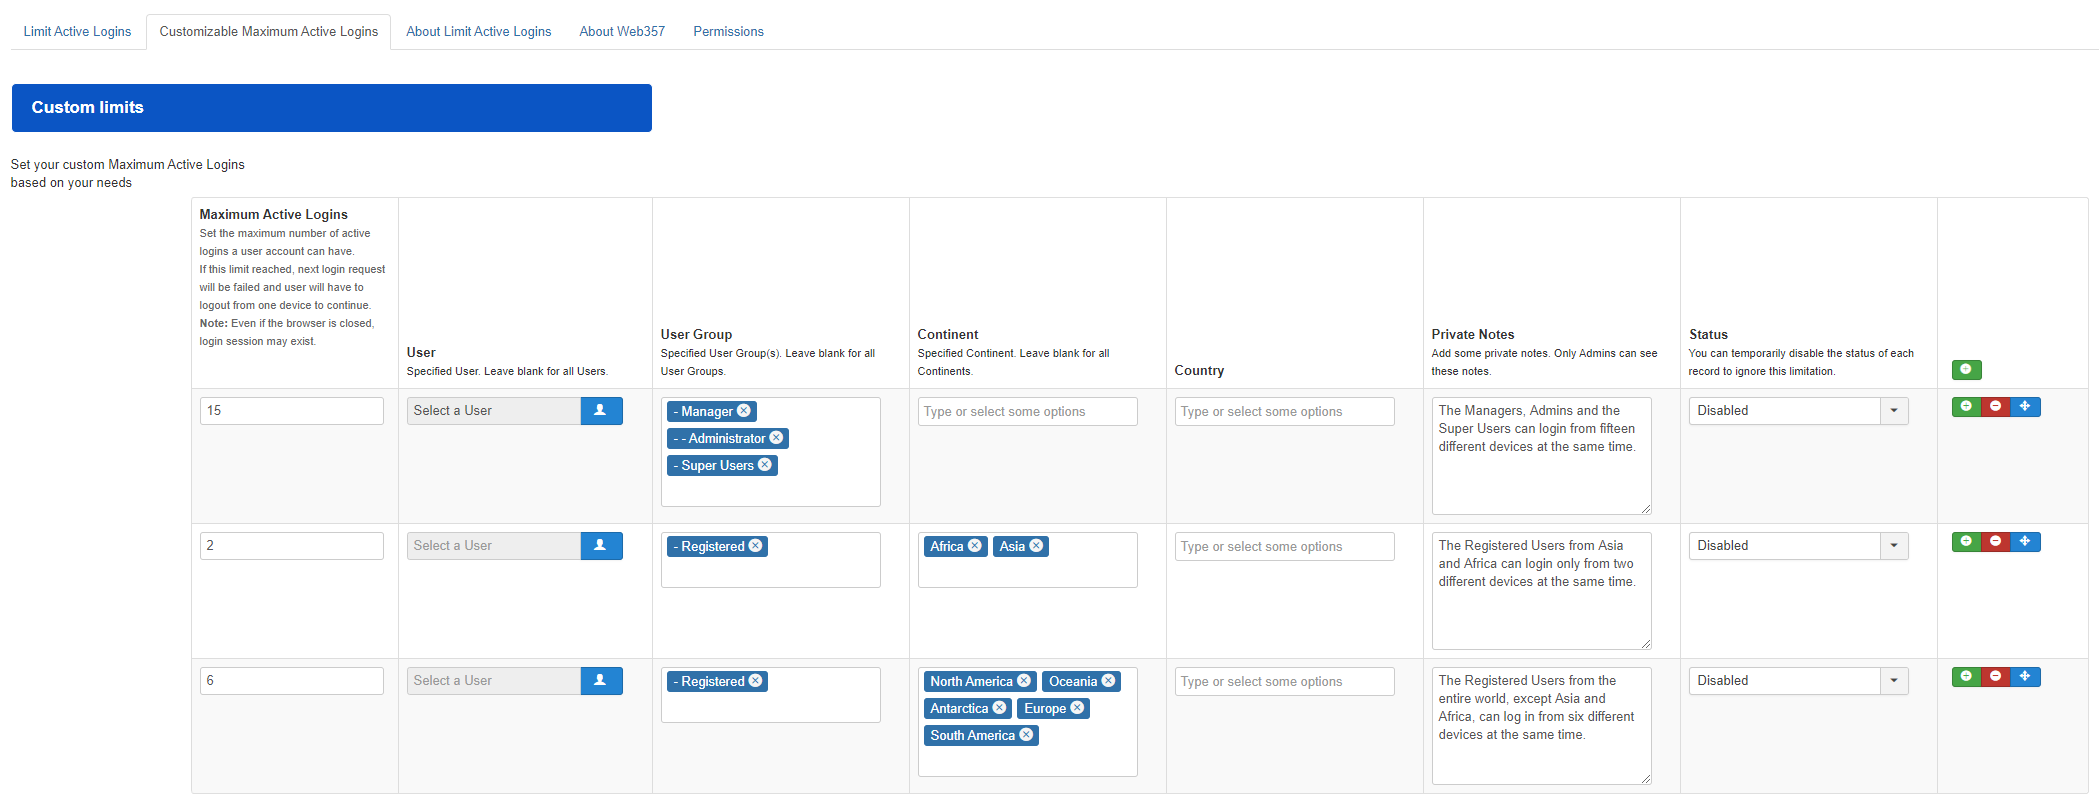 Limit Active Logins
Customizable Maximum Active Logins
About Limit Active Logins
About Web357
Permissions
Custom limits
Set your custom Maximum Active Logins
based on your needs
Maximum Active Logins
Set the maximum number of active
logins a user account can have.
If this limit reached, next login request
will be failed and user will have to
logout from one device to continue.
Note: Even if the browser is closed,
login session may exist.
User
Specified User. Leave blank for all Users.
User Group
Specified User Group(s). Leave blank for all
User Groups.
Continent
Specified Continent. Leave blank for all
Continents.
Country
Private Notes
Add some private notes. Only Admins can see
these notes.
Status
You can temporarily disable the status of each
record to ignore this limitation.
15
Select a User
- Manager
- - Administrator
- Super Users
Type or select some options
Type or select some options
The Managers, Admins and the
Super Users can login from fifteen
different devices at the same time.
Disabled
2
Select a User
- Registered
Africa
Asia
Type or select some options
The Registered Users from Asia
and Africa can login only from two
different devices at the same time.
Disabled
6
Select a User
- Registered
North America
Oceania
Antarctica
Europe
South America
Type or select some options
The Registered Users from the
entire world, except Asia and
Africa, can log in from six different
devices at the same time.
Disabled